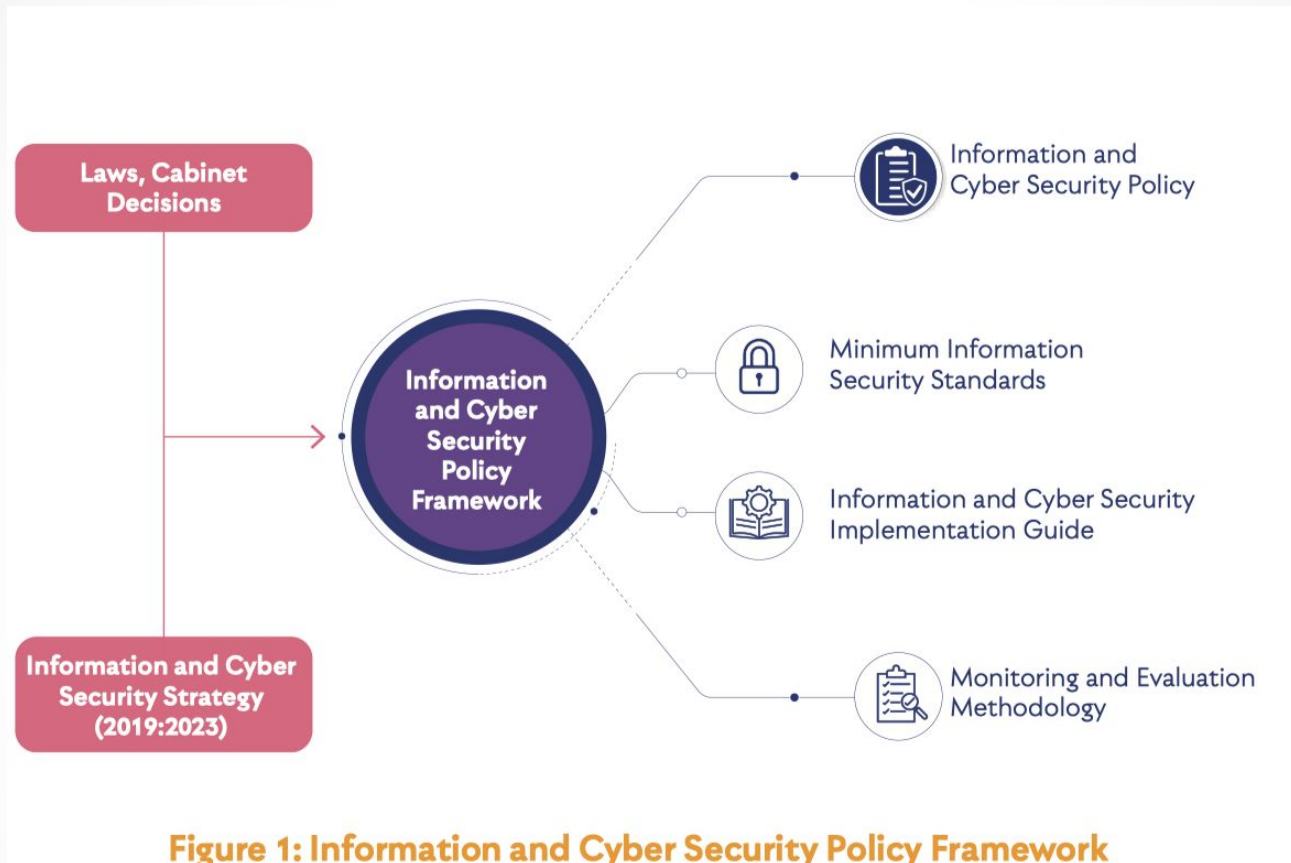 Laws, Cabinet
Decisions
Information and Cyber
Security Strategy
(2019:2023)
Information
and Cyber
Security
Policy
Framework
Information and
Cyber Security Policy
Minimum Information
Security Standards
Information and Cyber Security
Implementation Guide
Monitoring and Evaluation
Methodology
Figure 1: Information and Cyber Security Policy Framework